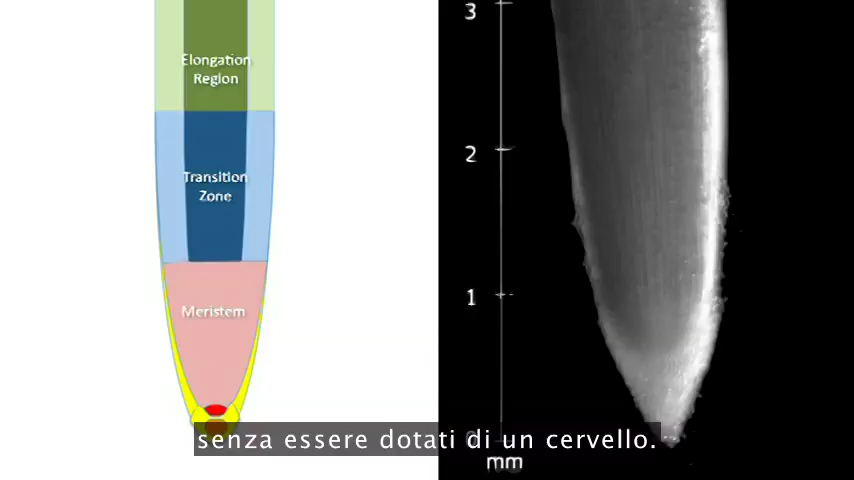 Elongation
Region
Transition
Zone
Meristem
3
2
1
0
mm
senza essere dotati di un cervello.